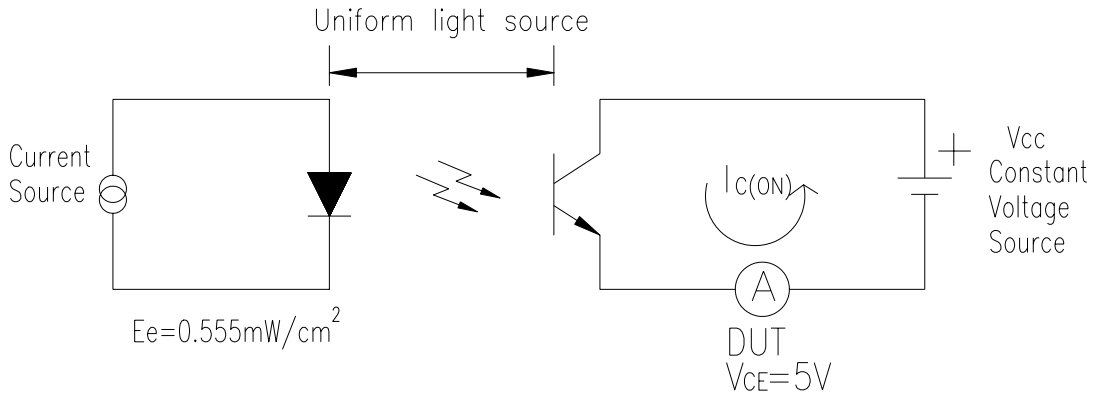 Uniform light source
Current
Source
Ee=0.555mW/cm²
IC(ON)
A
DUT
VCE=5V
+
Vcc
Constant
Voltage
Source